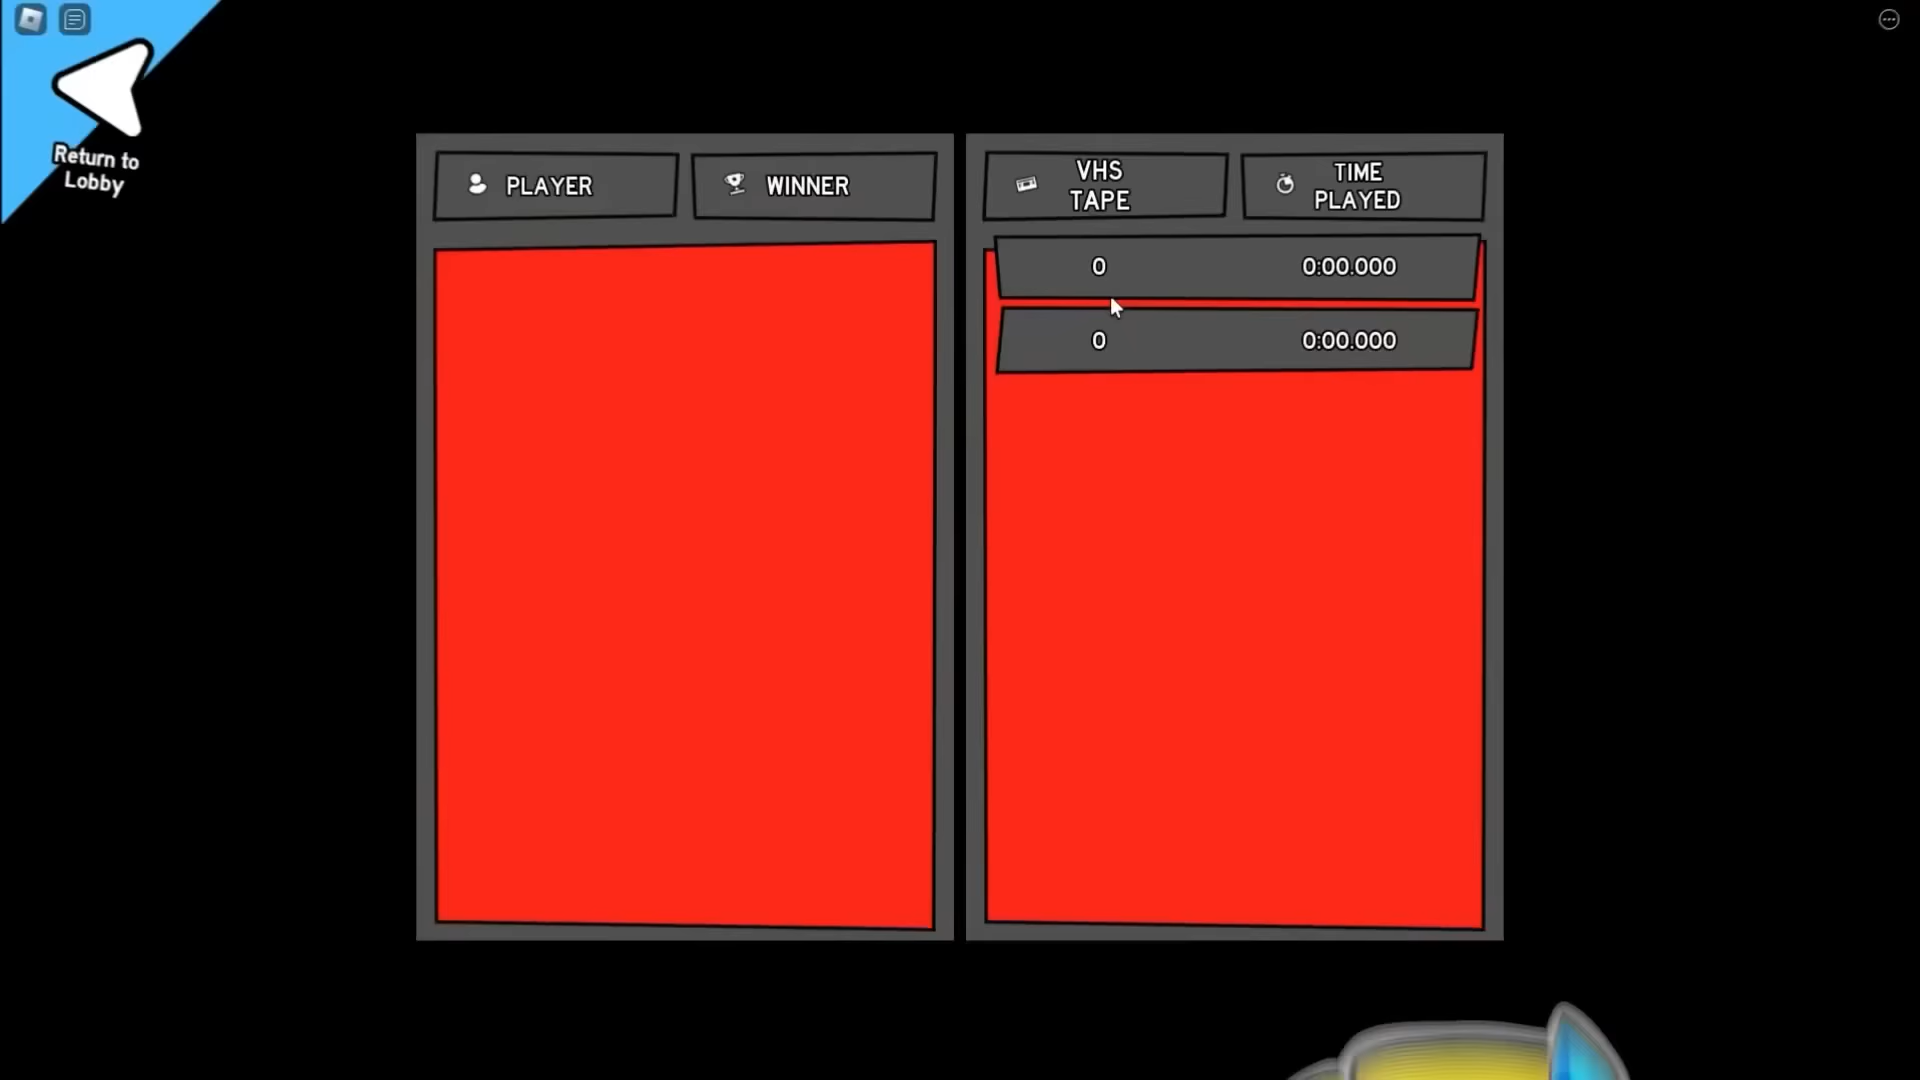 Return to
Lobby
PLAYER
WINNER
VHS
TAPE
TIME
PLAYED
0 0:00.000
0 0:00.000